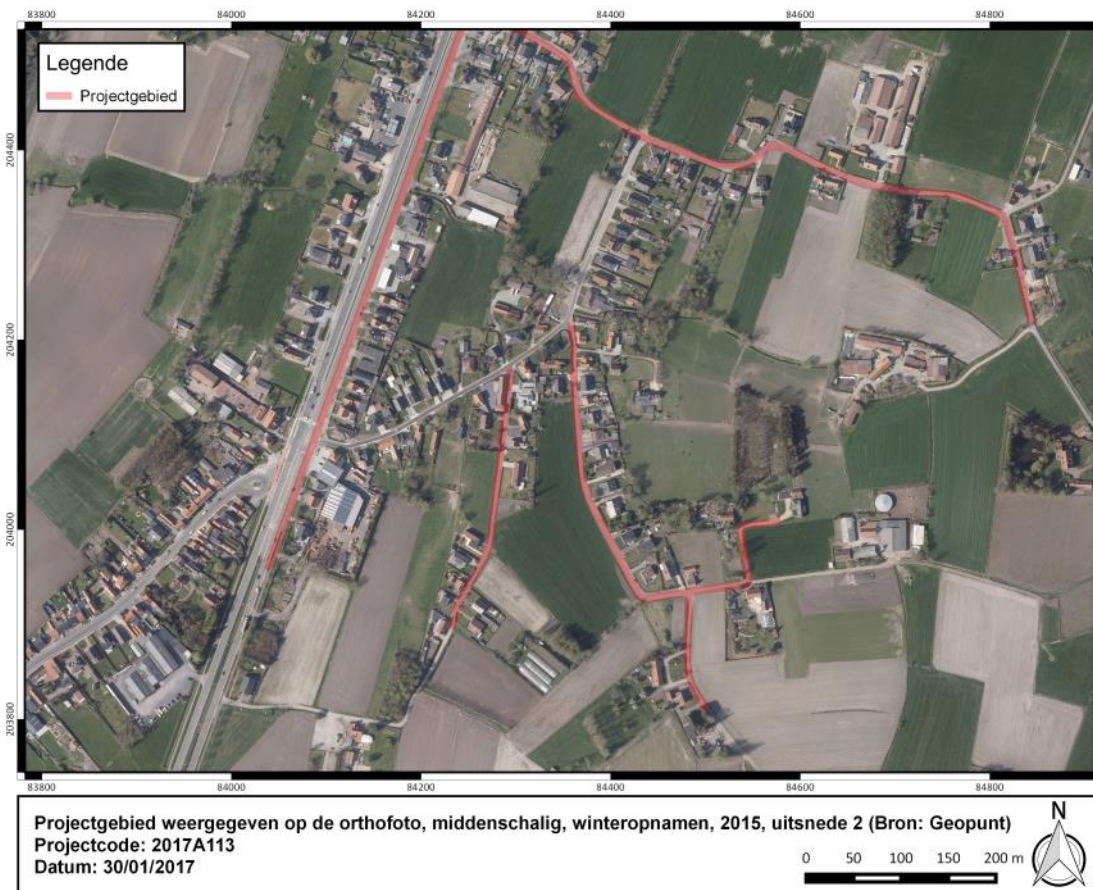 83800 84000 84200 84400 84600 84800
Legende
Projectgebied
204400
204200
204000
203800
83800 84000 84200 84400 84600 84800
Projectgebied weergegeven op de orthofoto, middenschalig, winteropnamen, 2015, uitsnede 2 (Bron: Geopunt)
Projectcode: 2017A113
Datum: 30/01/2017
N
0 50 100 150 200 m